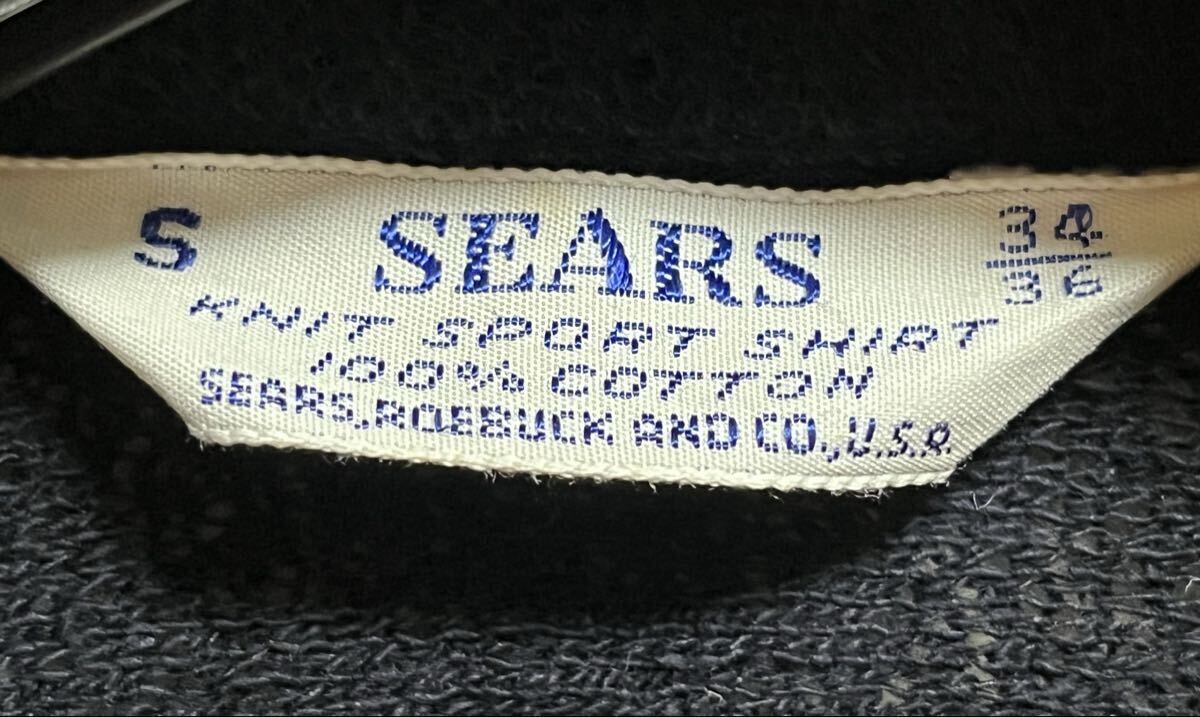 S SEARS 34/36
KNIT SPORT SHIRT
100% COTTON
SEARS, ROEBUCK AND CO., U.S.A.